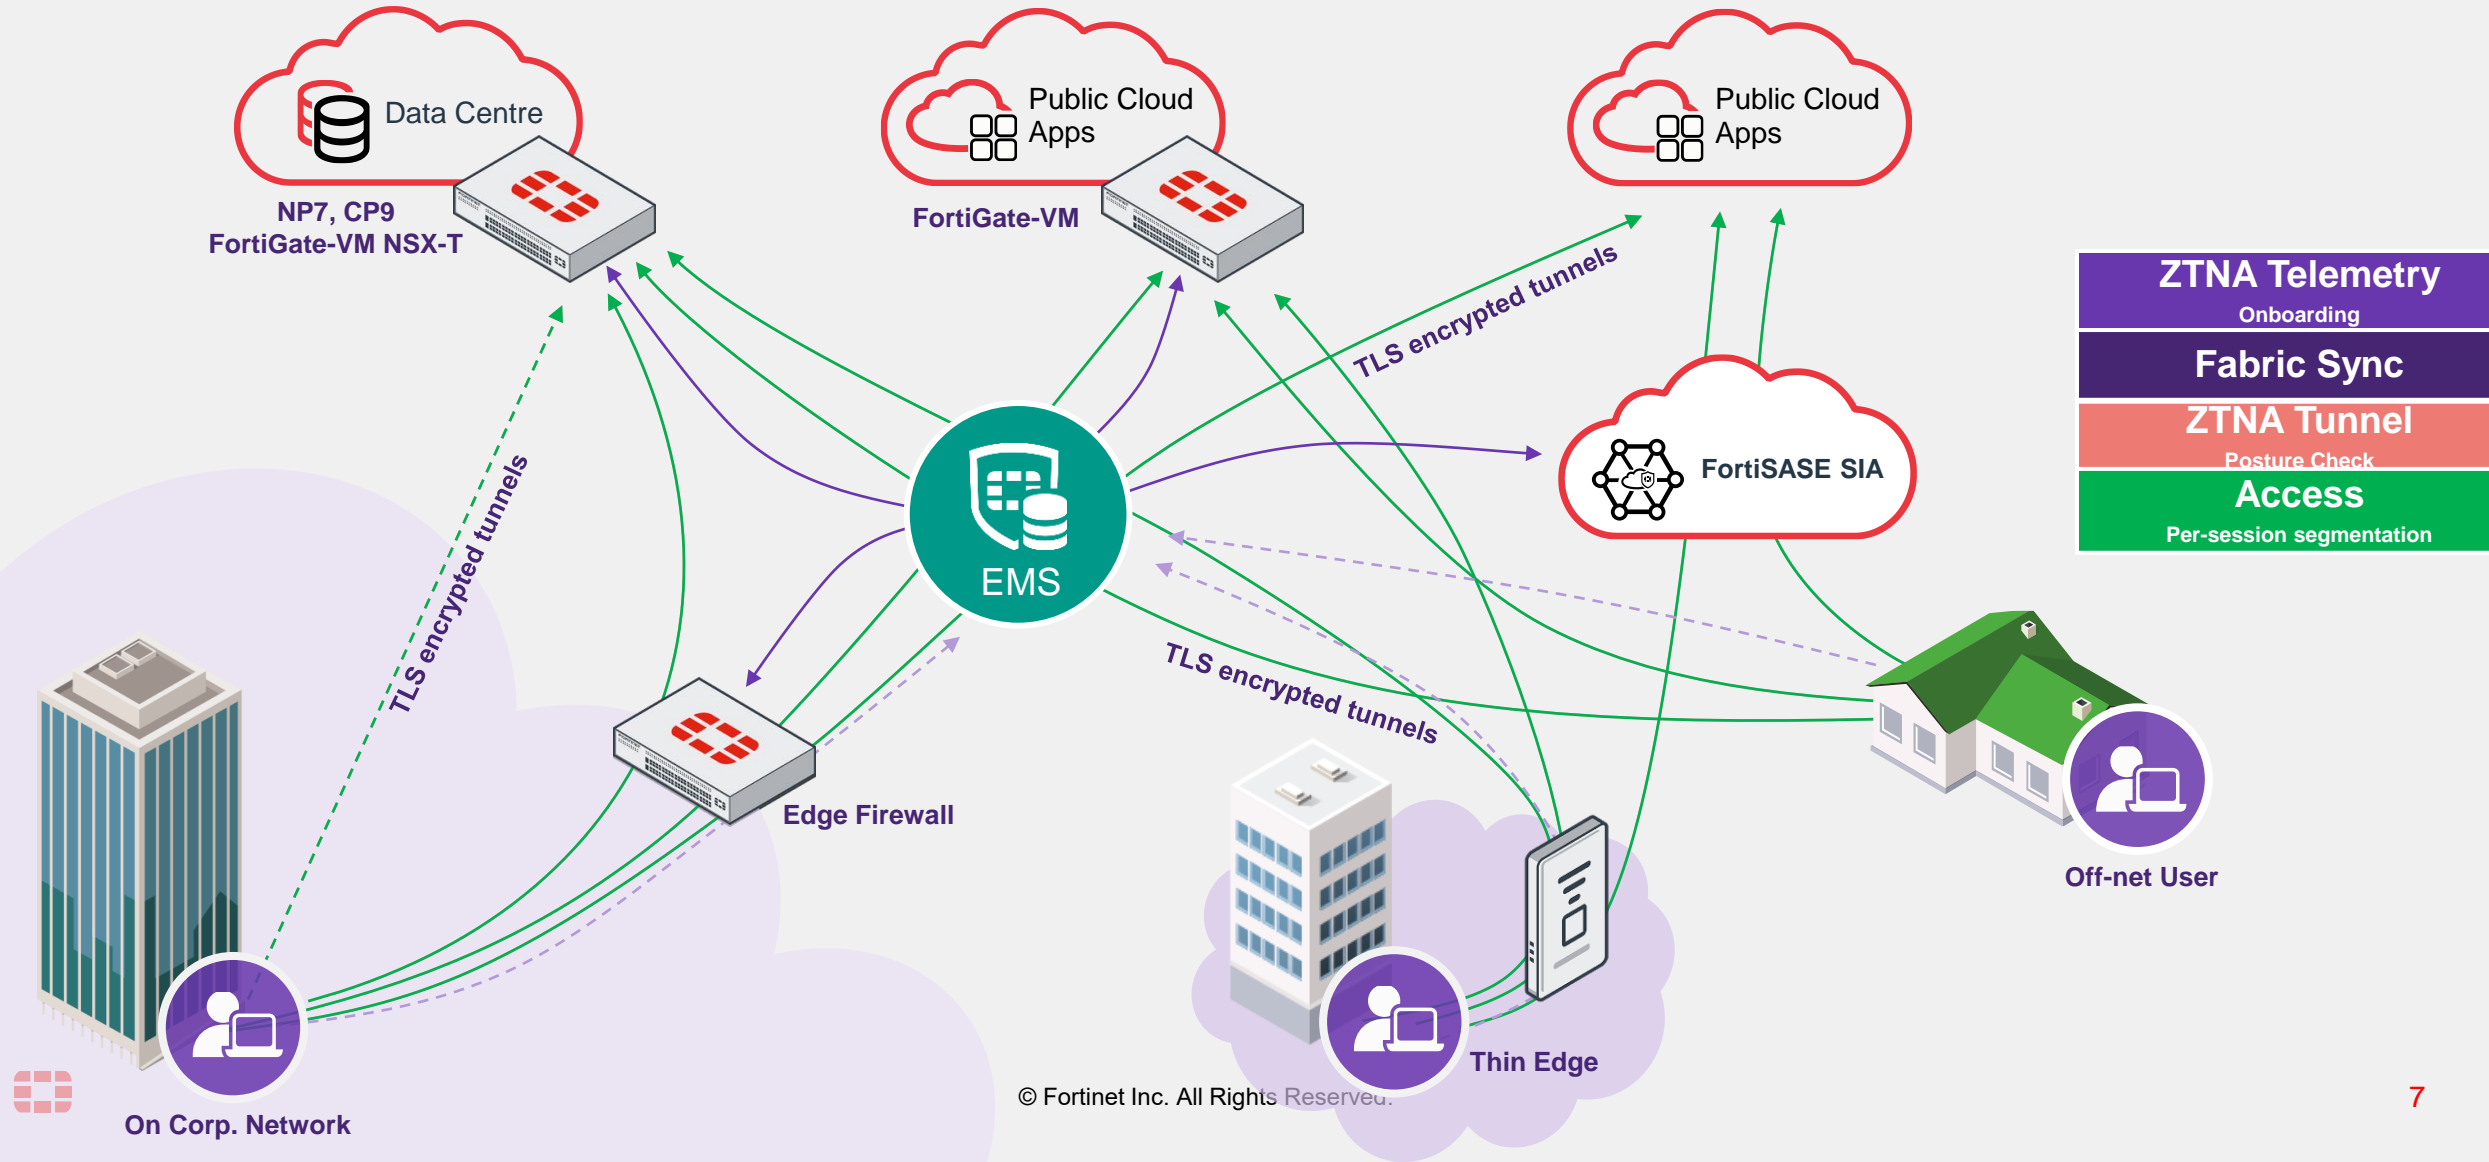 Data Centre
NP7, CP9
FortiGate-VM NSX-T
Public Cloud
Apps
FortiGate-VM
Public Cloud
Apps
TLS encrypted tunnels
ZTNA Telemetry
Onboarding
Fabric Sync
ZTNA Tunnel
Posture Check
Access
Per-session segmentation
FortiSASE SIA
TLS encrypted tunnels
EMS
TLS encrypted tunnels
Edge Firewall
Off-net User
Thin Edge
On Corp. Network
© Fortinet Inc. All Rights Reserved.
7